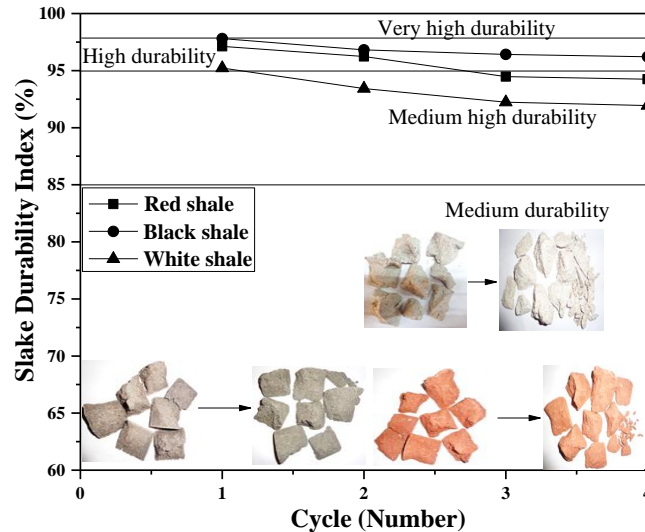 Slake Durability Index (%)
100
95
90
85
80
75
70
65
60
Very high durability
High durability
Medium high durability
Medium durability
Red shale
Black shale
White shale
0
1
2
3
4
Cycle (Number)